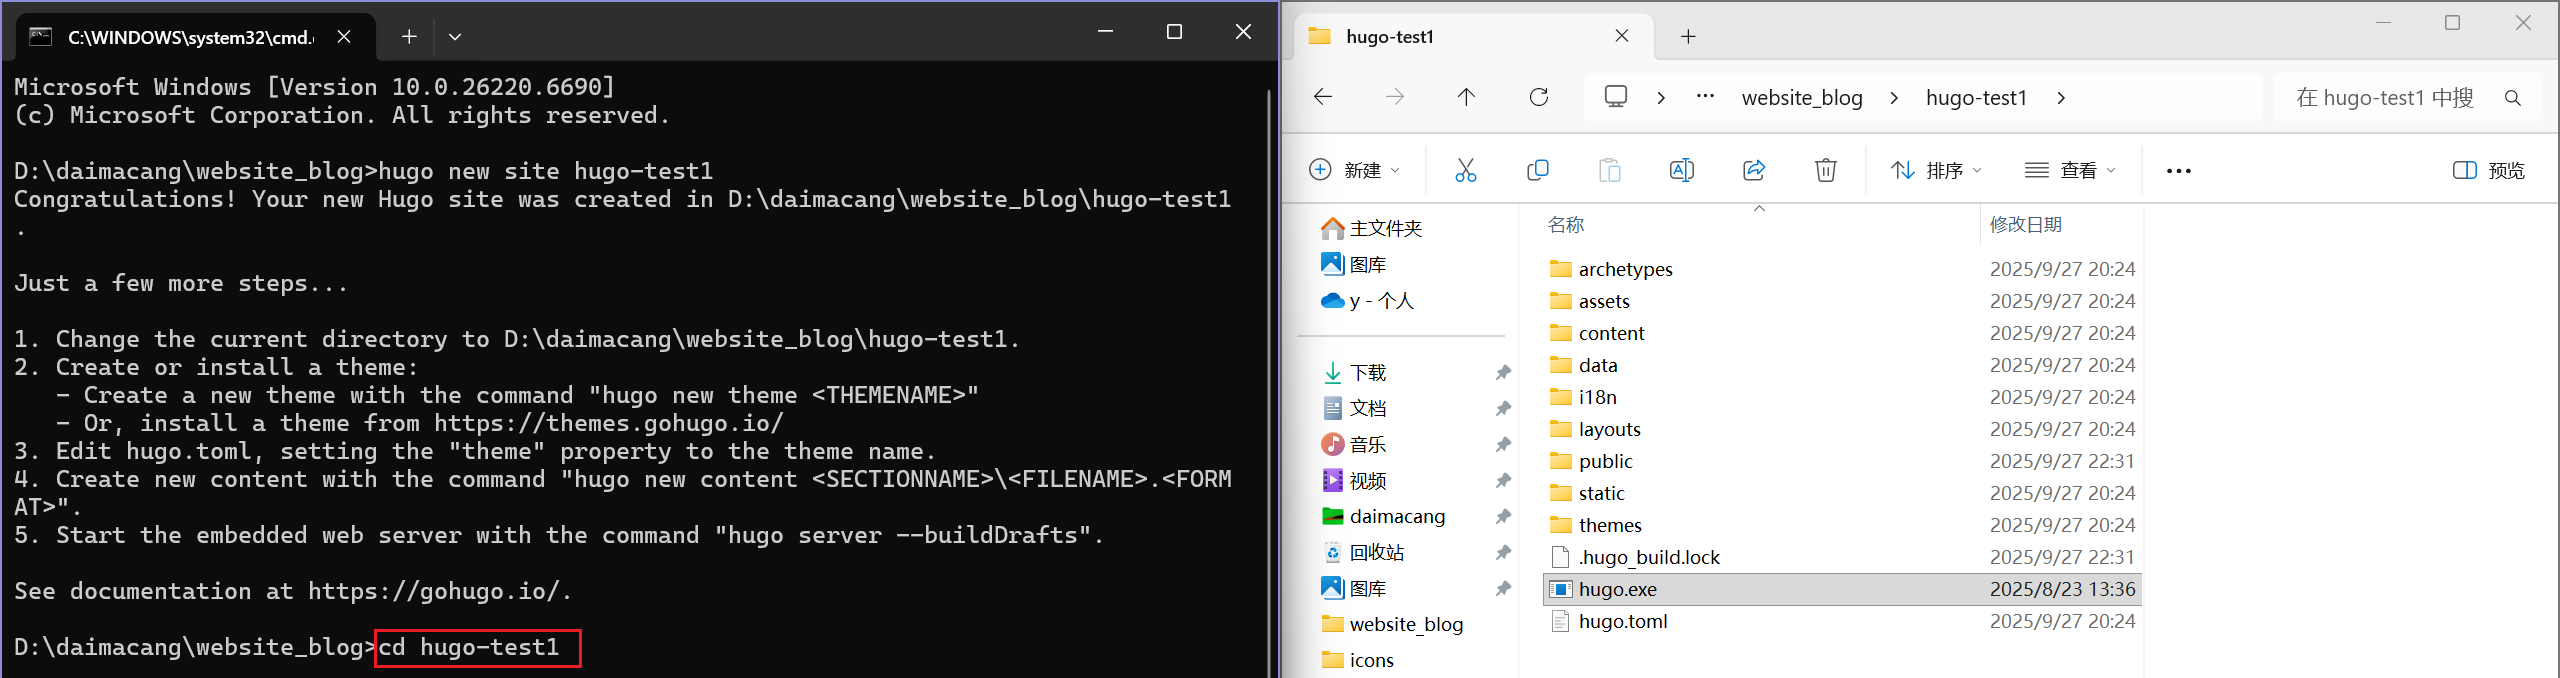 C:\WINDOWS\system32\cmd.
Microsoft Windows [Version 10.0.26220.6690]
(c) Microsoft Corporation. All rights reserved.
D:\daimacang\website_blog>hugo new site hugo-test1
Congratulations! Your new Hugo site was created in D:\daimacang\website_blog\hugo-test1
.
Just a few more steps...
1. Change the current directory to D:\daimacang\website_blog\hugo-test1.
2. Create or install a theme:
   - Create a new theme with the command "hugo new theme <THEMENAME>"
   - Or, install a theme from https://themes.gohugo.io/
3. Edit hugo.toml, setting the "theme" property to the theme name.
4. Create new content with the command "hugo new content <SECTIONNAME>\<FILENAME>.<FORM
AT>".
5. Start the embedded web server with the command "hugo server --buildDrafts".
See documentation at https://gohugo.io/.
D:\daimacang\website_blog>cd hugo-test1
hugo-test1
website_blog > hugo-test1 >
在 hugo-test1 中搜
新建 排序 查看 预览
主文件夹
图库
y - 个人
下载
文档
音乐
视频
daimacang
回收站
图库
website_blog
icons
名称 修改日期
archetypes 2025/9/27 20:24
assets 2025/9/27 20:24
content 2025/9/27 20:24
data 2025/9/27 20:24
i18n 2025/9/27 20:24
layouts 2025/9/27 20:24
public 2025/9/27 22:31
static 2025/9/27 20:24
themes 2025/9/27 20:24
.hugo_build.lock 2025/9/27 22:31
hugo.exe 2025/8/23 13:36
hugo.toml 2025/9/27 20:24